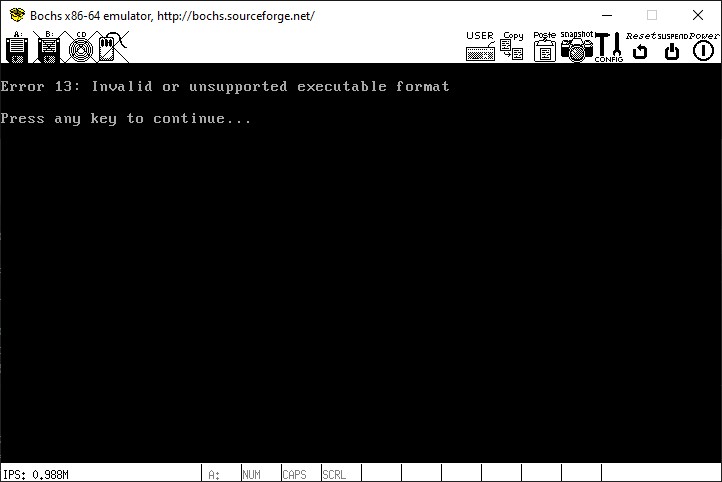 Bochs x86-64 emulator, http://bochs.sourceforge.net/
A: B: CD USER Copy Paste snapshot CONFIG Reset SUSPEND Power
Error 13: Invalid or unsupported executable format
Press any key to continue...
IPS: 0.988M A: NUM CAPS SCRL